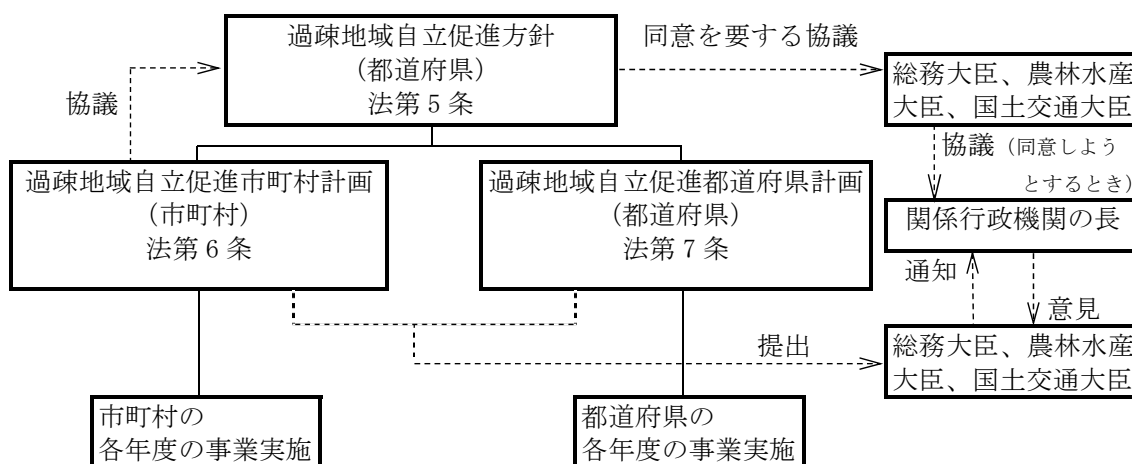 過疎地域自立促進方針
(都道府県)
法第5条
同意を要する協議
総務大臣、農林水産
大臣、国土交通大臣
協議
協議(同意しよう
とするとき)
過疎地域自立促進市町村計画
(市町村)
法第6条
過疎地域自立促進都道府県計画
(都道府県)
法第7条
関係行政機関の長
通知
意見
提出
総務大臣、農林水産
大臣、国土交通大臣
市町村の
各年度の事業実施
都道府県の
各年度の事業実施